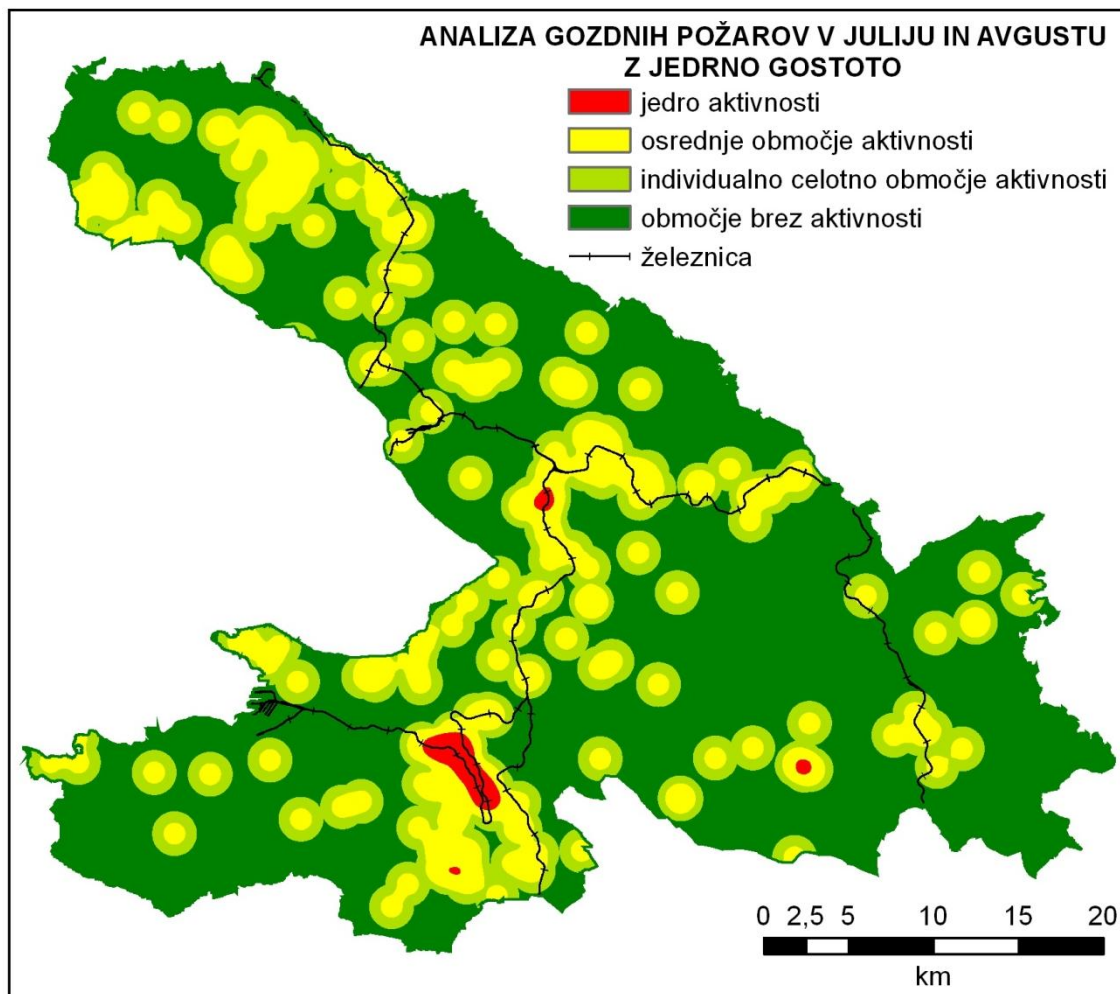 ANALIZA GOZDNIH POŽAROV V JULIJU IN AVGUSTU
Z JEDRNO GOSTOTO
jedro aktivnosti
osrednje območje aktivnosti
individualno celotno območje aktivnosti
območje brez aktivnosti
železnica
0 2,5 5 10 15 20
km